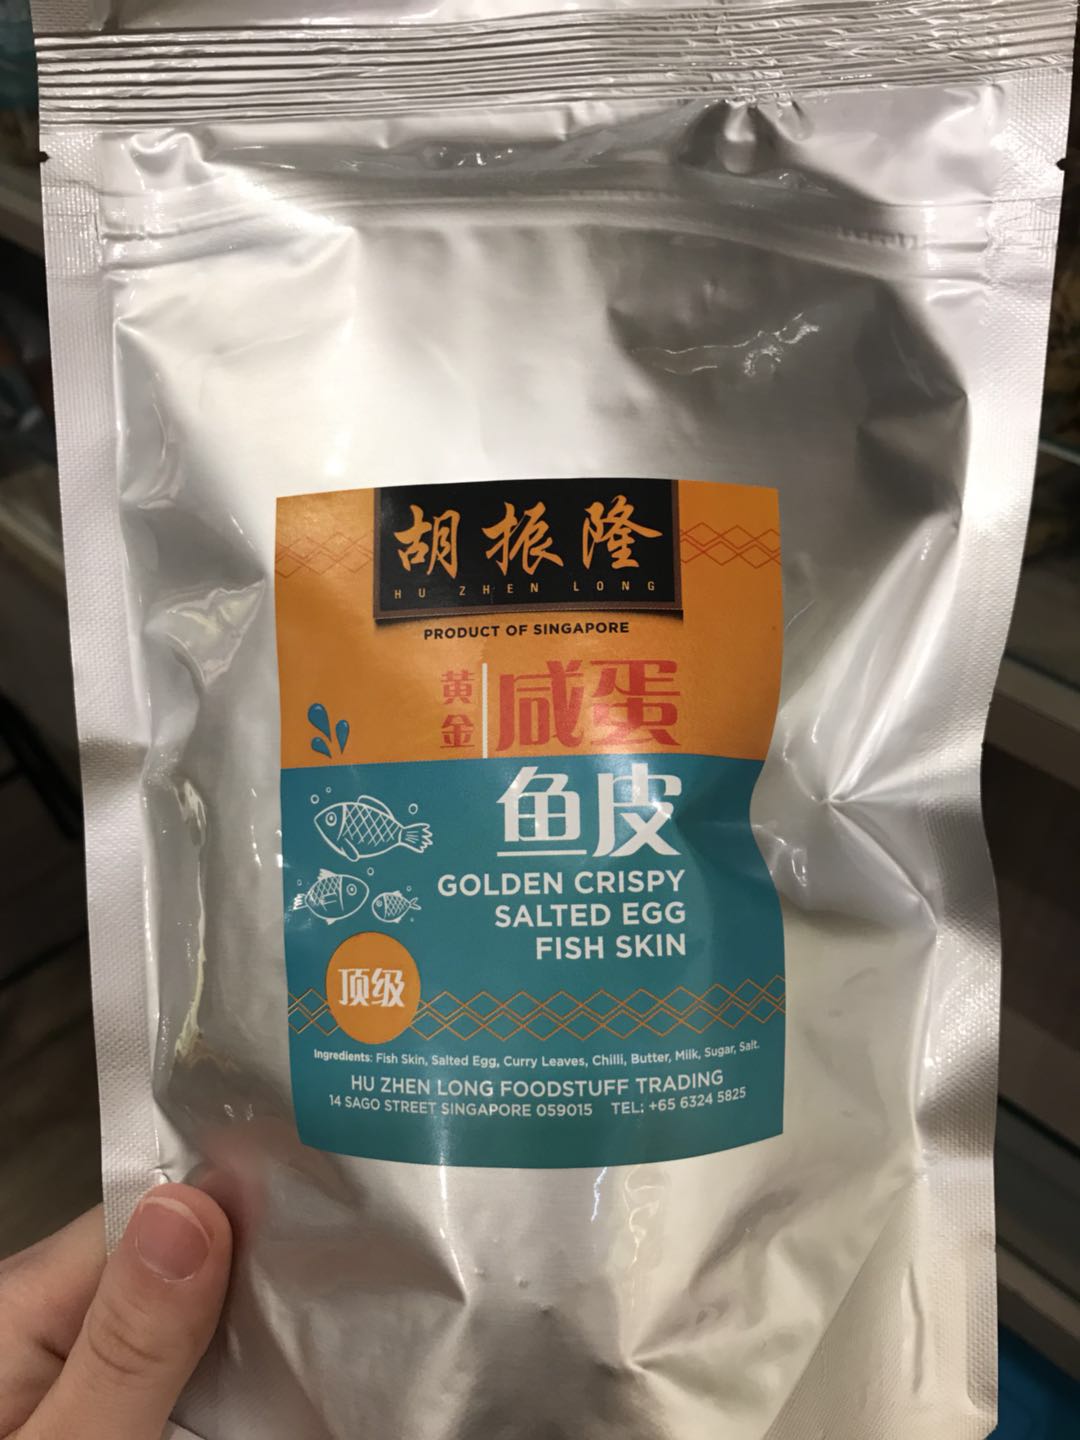 胡振隆
HU ZHEN LONG
PRODUCT OF SINGAPORE
黄金 咸蛋
鱼皮
GOLDEN CRISPY
SALTED EGG
FISH SKIN
顶级
Ingredients: Fish Skin, Salted Egg, Curry Leaves, Chilli, Butter, Milk, Sugar, Salt.
HU ZHEN LONG FOODSTUFF TRADING
14 SAGO STREET SINGAPORE 059015 TEL: +65 6324 5825